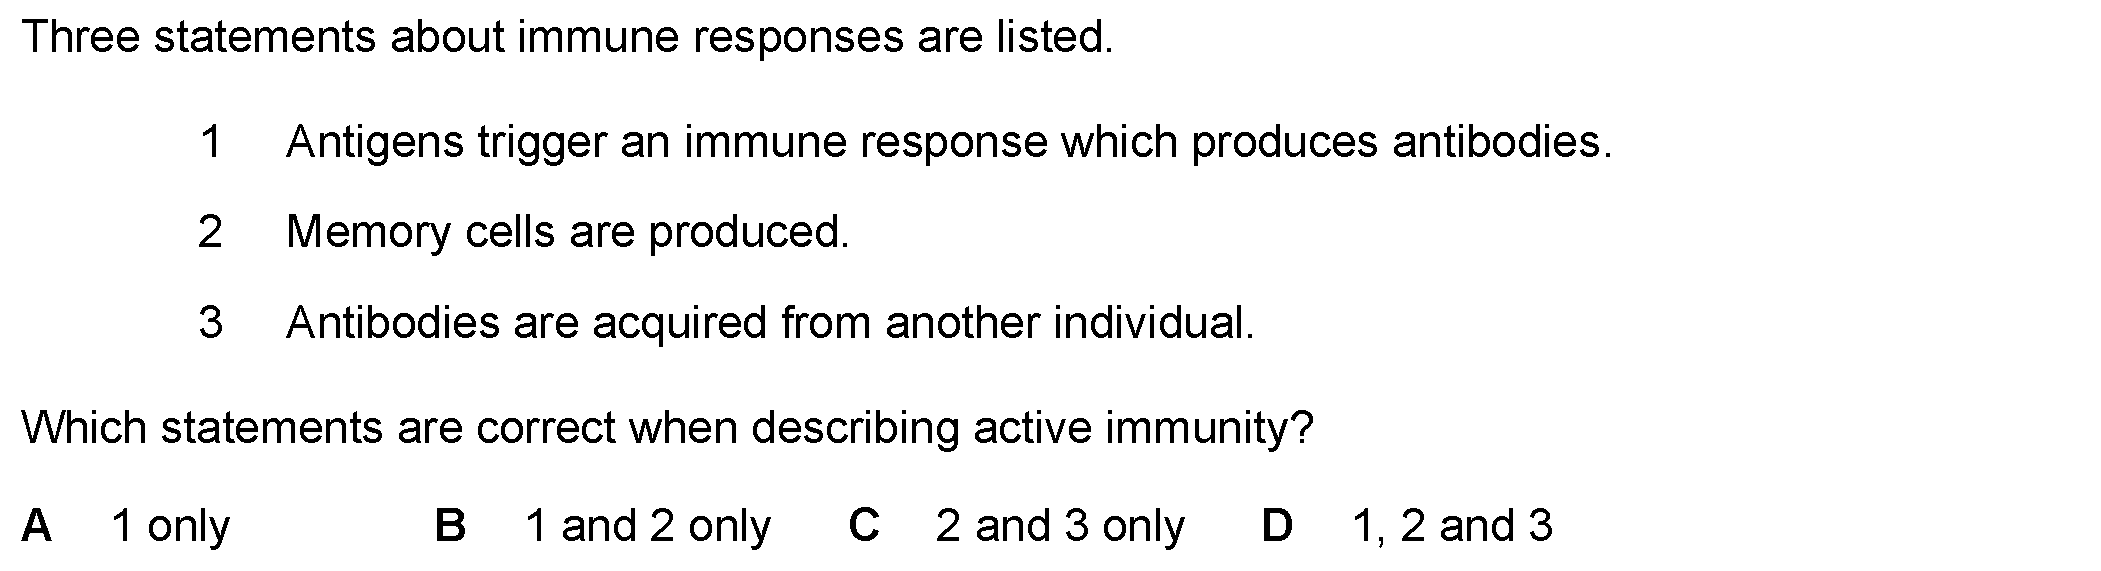 Three statements about immune responses are listed.
1 Antigens trigger an immune response which produces antibodies.
2 Memory cells are produced.
3 Antibodies are acquired from another individual.
Which statements are correct when describing active immunity?
A 1 only B 1 and 2 only C 2 and 3 only D 1, 2 and 3